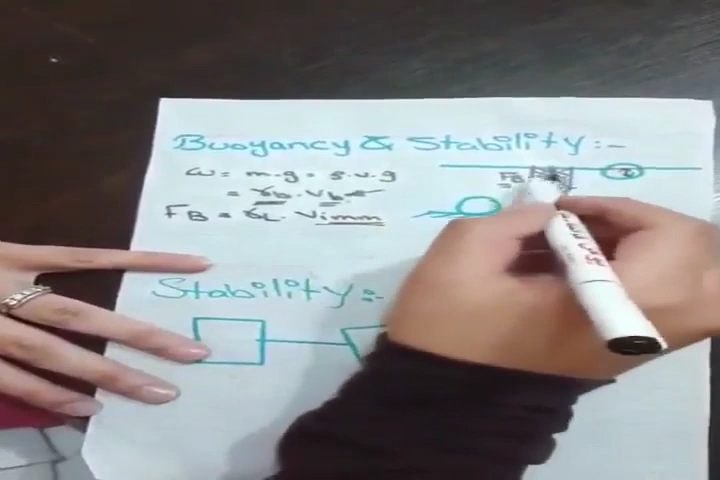 Buoyancy & Stability :-
w = m.g = s.v.g
= γb . Vb
FB = γL . Vimm
FB
Stability :-